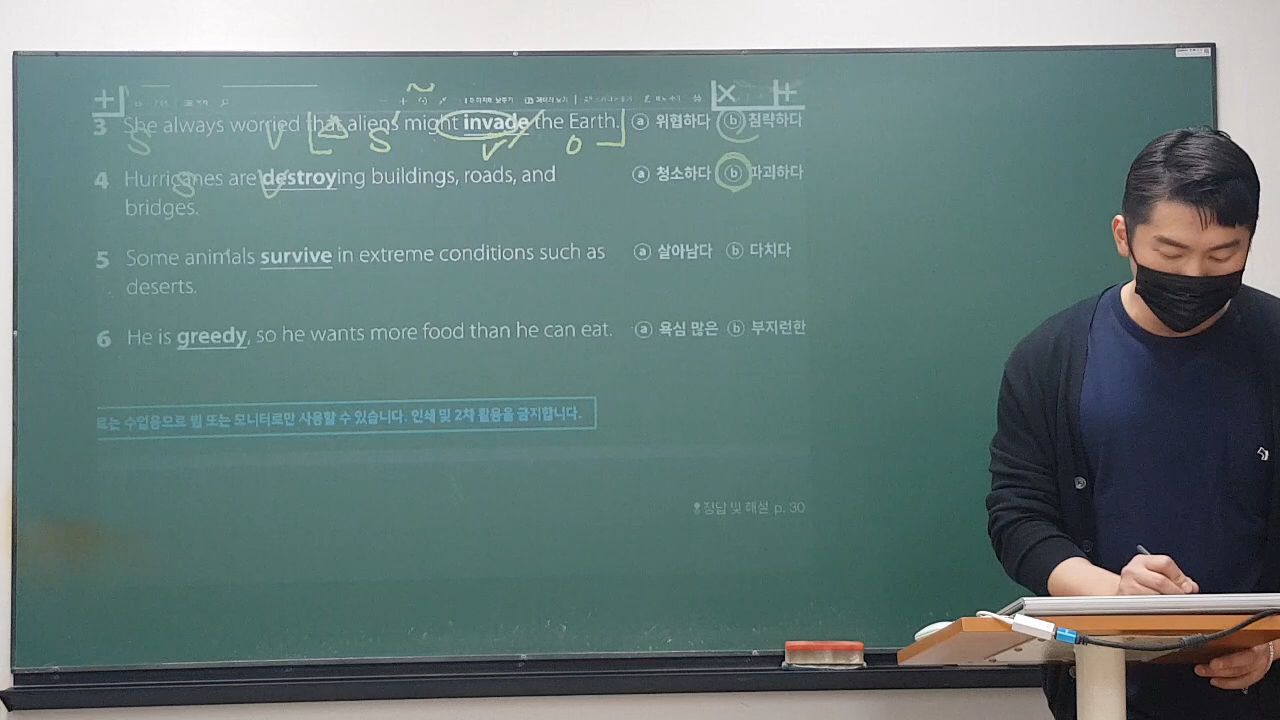 3 She always worried that aliens might invade the Earth. ⓐ 위협하다 ⓑ 침략하다
S V S' V' O
4 Hurricanes are destroying buildings, roads, and ⓐ 청소하다 ⓑ 파괴하다
S V
bridges.
5 Some animals survive in extreme conditions such as ⓐ 살아남다 ⓑ 다치다
deserts.
6 He is greedy, so he wants more food than he can eat. ⓐ 욕심 많은 ⓑ 부지런한
료는 수업용으로 빔 또는 모니터로만 사용할 수 있습니다. 인쇄 및 2차 활용을 금지합니다.
정답 및 해설 p. 30